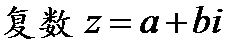 复数 z = a + bi